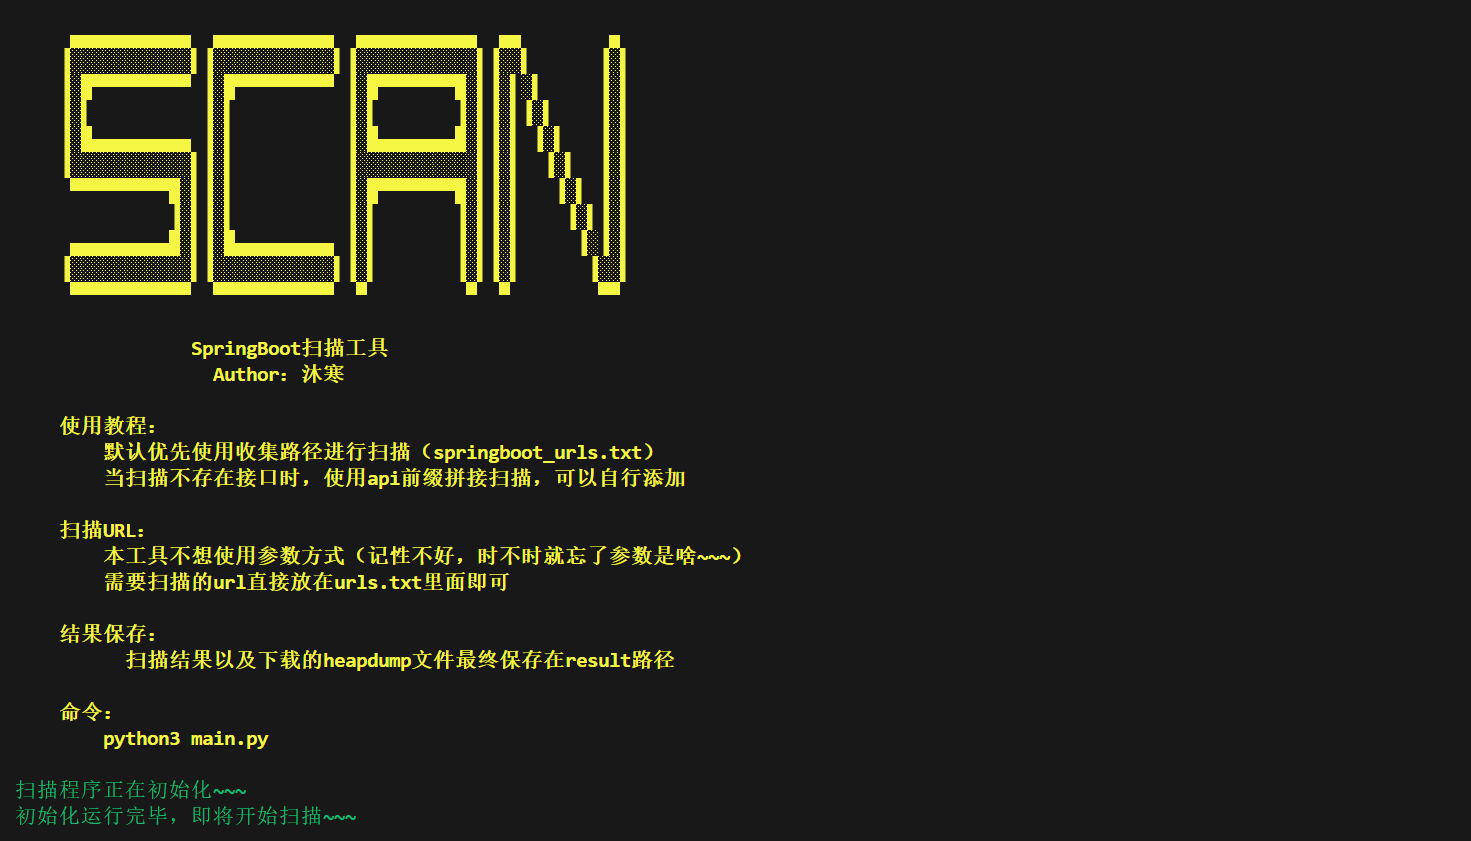 SCAN
SpringBoot扫描工具
Author：沐寒
使用教程：
默认优先使用收集路径进行扫描（springboot_urls.txt）
当扫描不存在接口时，使用api前缀拼接扫描，可以自行添加
扫描URL：
本工具不想使用参数方式（记性不好，时不时就忘了参数是啥~~~）
需要扫描的url直接放在urls.txt里面即可
结果保存：
扫描结果以及下载的heapdump文件最终保存在result路径
命令：
python3 main.py
扫描程序正在初始化~~~
初始化运行完毕，即将开始扫描~~~